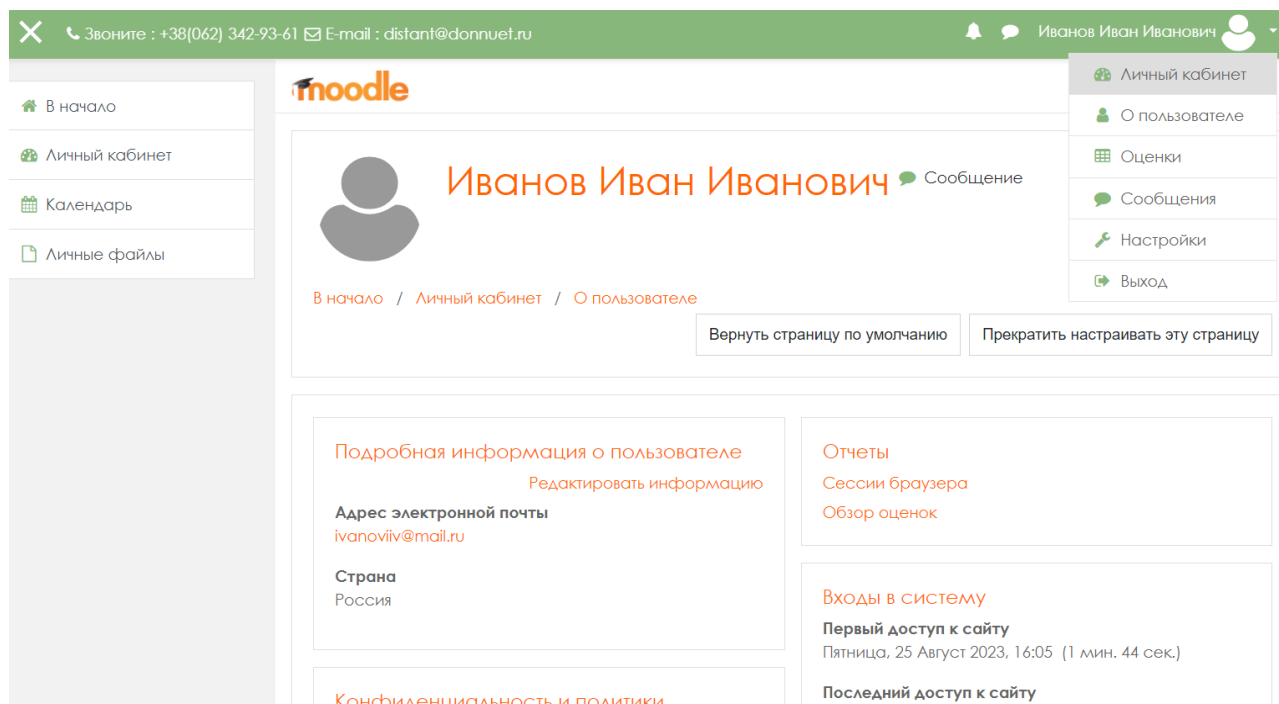 Звоните : +38(062) 342-93-61 E-mail : distant@donnuet.ru
Иванов Иван Иванович
В начало
Личный кабинет
Календарь
Личные файлы
moodle
Личный кабинет
О пользователе
Оценки
Сообщения
Настройки
Выход
Иванов Иван Иванович
Сообщение
В начало / Личный кабинет / О пользователе
Вернуть страницу по умолчанию
Прекратить настраивать эту страницу
Подробная информация о пользователе
Редактировать информацию
Адрес электронной почты
ivanoviiv@mail.ru
Страна
Россия
Конфиденциальность и политики
Отчеты
Сессии браузера
Обзор оценок
Входы в систему
Первый доступ к сайту
Пятница, 25 Август 2023, 16:05 (1 мин. 44 сек.)
Последний доступ к сайту